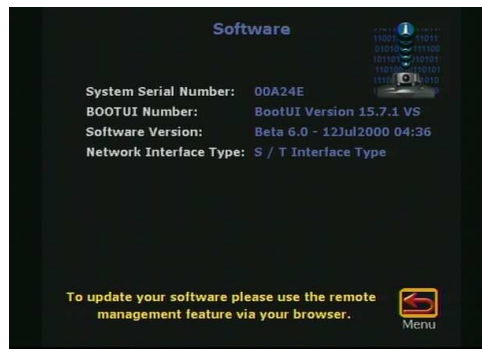 Software
System Serial Number: 00A24E
BOOTUI Number: BootUI Version 15.7.1 VS
Software Version: Beta 6.0 - 12Jul2000 04:36
Network Interface Type: S / T Interface Type
To update your software please use the remote
management feature via your browser.
Menu